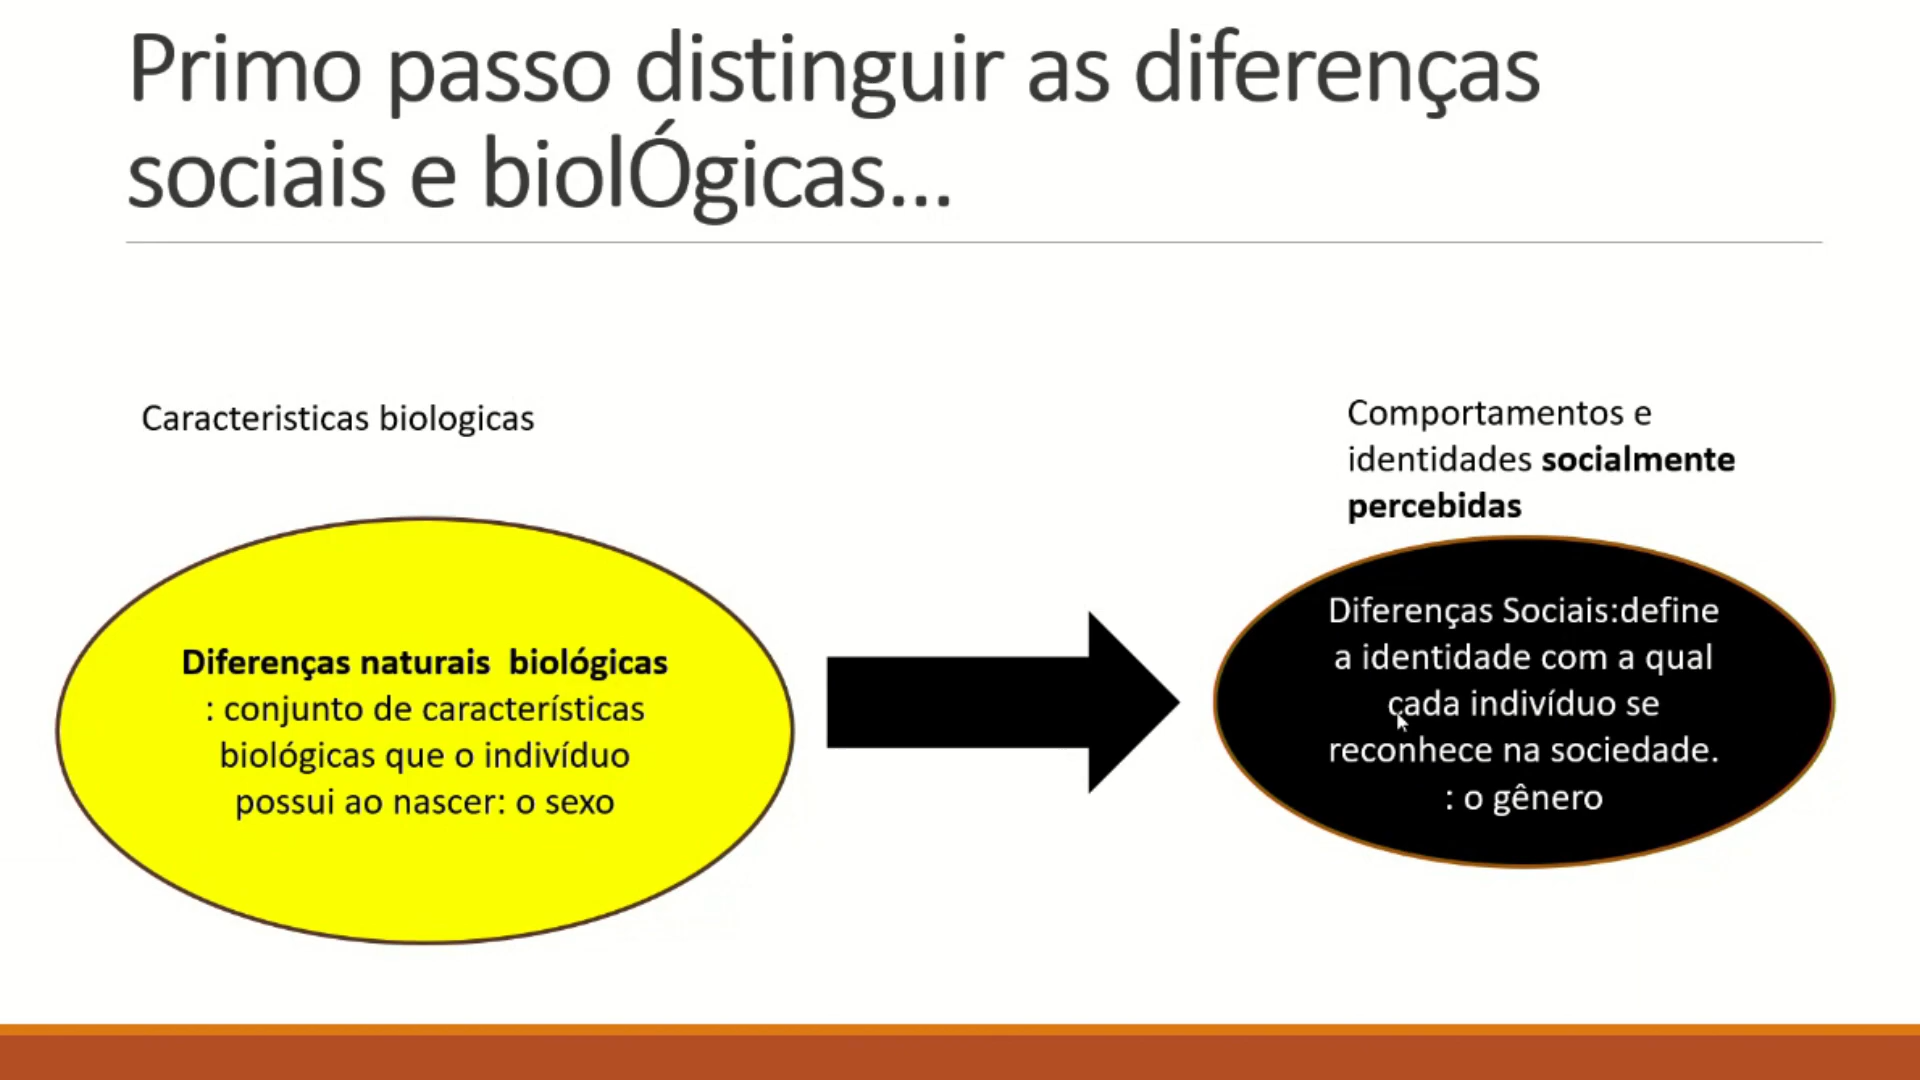 Primo passo distinguir as diferenças
sociais e biolÓgicas...
Caracteristicas biologicas
Diferenças naturais  biológicas
: conjunto de características
biológicas que o indivíduo
possui ao nascer: o sexo
Comportamentos e
identidades socialmente
percebidas
Diferenças Sociais:define
a identidade com a qual
cada indivíduo se
reconhece na sociedade.
: o gênero